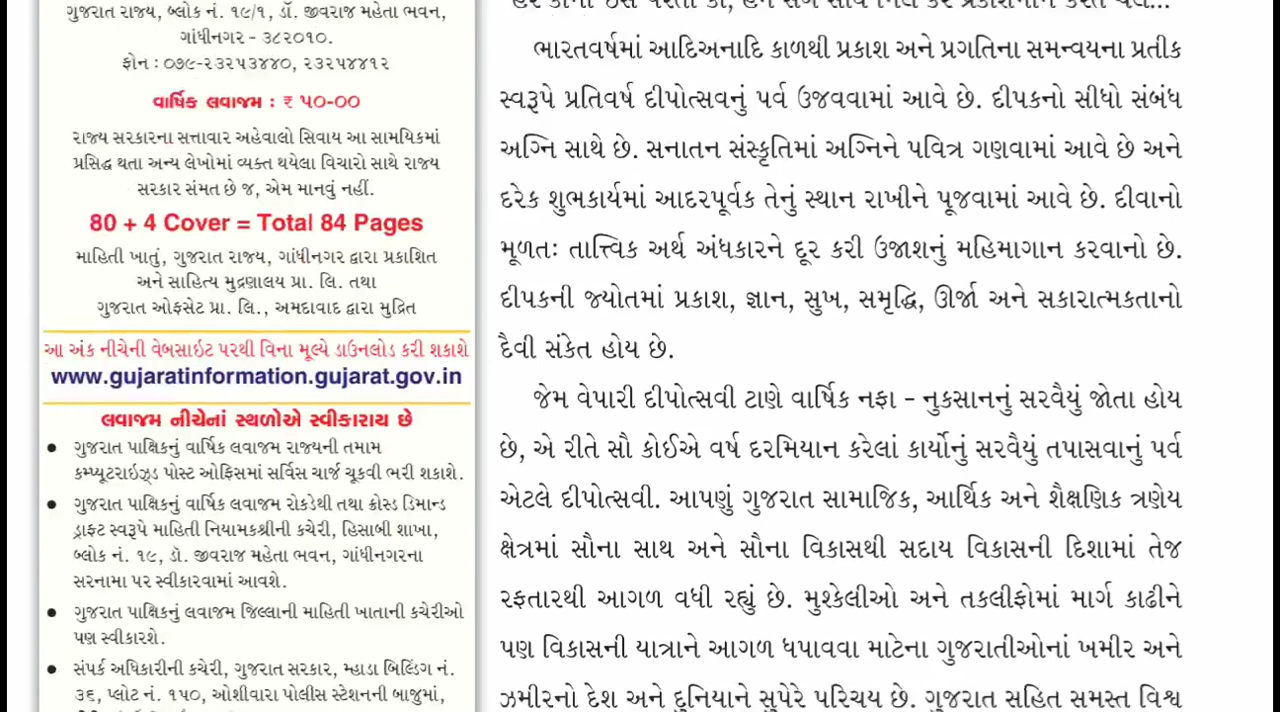 ગુજરાત રાજ્ય, બ્લોક નં. ૧૯/૧, ડૉ. જીવરાજ મહેતા ભવન,
ગાંધીનગર - ૩૮૨૦૧૦.
ફોન : ૦૭૯-૨૩૨૫૩૪૪૦, ૨૩૨૫૪૪૧૨
વાર્ષિક લવાજમ : ₹ ૫૦-૦૦
રાજ્ય સરકારના સત્તાવાર અહેવાલો સિવાય આ સામયિકમાં
પ્રસિદ્ધ થતા અન્ય લેખોમાં વ્યક્ત થયેલા વિચારો સાથે રાજય
સરકાર સંમત છે જ, એમ માનવું નહીં.
80 + 4 Cover = Total 84 Pages
માહિતી ખાતું, ગુજરાત રાજ્ય, ગાંધીનગર દ્વારા પ્રકાશિત
અને સાહિત્ય મુદ્રણાલય પ્રા. લિ. તથા
ગુજરાત ઓફસેટ પ્રા. લિ., અમદાવાદ દ્વારા મુદ્રિત
આ અંક નીચેની વેબસાઇટ પરથી વિના મૂલ્યે ડાઉનલોડ કરી શકાશે
www.gujaratinformation.gujarat.gov.in
લવાજમ નીચેનાં સ્થળોએ સ્વીકારાય છે
● ગુજરાત પાક્ષિકનું વાર્ષિક લવાજમ રાજ્યની તમામ
કમ્પ્યૂટરાઇઝ્ડ પોસ્ટ ઓફિસમાં સર્વિસ ચાર્જ ચૂકવી ભરી શકાશે.
● ગુજરાત પાક્ષિકનું વાર્ષિક લવાજમ રોકડેથી તથા ક્રોસ્ડ ડિમાન્ડ
ડ્રાફ્ટ સ્વરૂપે માહિતી નિયામકશ્રીની કચેરી, હિસાબી શાખા,
બ્લોક નં. ૧૯, ડૉ. જીવરાજ મહેતા ભવન, ગાંધીનગરના
સરનામા પર સ્વીકારવામાં આવશે.
● ગુજરાત પાક્ષિકનું લવાજમ જિલ્લાની માહિતી ખાતાની કચેરીઓ
પણ સ્વીકારશે.
● સંપર્ક અધિકારીની કચેરી, ગુજરાત સરકાર, મ્હાડા બિલ્ડિંગ નં.
૩૬, પ્લોટ નં. ૧૫૦, ઓશીવારા પોલીસ સ્ટેશનની બાજુમાં,
ભારતવર્ષમાં આદિઅનાદિ કાળથી પ્રકાશ અને પ્રગતિના સમન્વયના પ્રતીક
સ્વરૂપે પ્રતિવર્ષ દીપોત્સવનું પર્વ ઉજવવામાં આવે છે. દીપકનો સીધો સંબંધ
અગ્નિ સાથે છે. સનાતન સંસ્કૃતિમાં અગ્નિને પવિત્ર ગણવામાં આવે છે અને
દરેક શુભકાર્યમાં આદરપૂર્વક તેનું સ્થાન રાખીને પૂજવામાં આવે છે. દીવાનો
મૂળતઃ તાત્ત્વિક અર્થ અંધકારને દૂર કરી ઉજાશનું મહિમાગાન કરવાનો છે.
દીપકની જ્યોતમાં પ્રકાશ, જ્ઞાન, સુખ, સમૃદ્ધિ, ઊર્જા અને સકારાત્મકતાનો
દૈવી સંકેત હોય છે.
જેમ વેપારી દીપોત્સવી ટાણે વાર્ષિક નફા - નુકસાનનું સરવૈયું જોતા હોય
છે, એ રીતે સૌ કોઈએ વર્ષ દરમિયાન કરેલાં કાર્યોનું સરવૈયું તપાસવાનું પર્વ
એટલે દીપોત્સવી. આપણું ગુજરાત સામાજિક, આર્થિક અને શૈક્ષણિક ત્રણેય
ક્ષેત્રમાં સૌના સાથ અને સૌના વિકાસથી સદાય વિકાસની દિશામાં તેજ
રફતારથી આગળ વધી રહ્યું છે. મુશ્કેલીઓ અને તકલીફોમાં માર્ગ કાઢીને
પણ વિકાસની યાત્રાને આગળ ધપાવવા માટેના ગુજરાતીઓનાં ખમીર અને
ઝમીરનો દેશ અને દુનિયાને સુપેરે પરિચય છે. ગુજરાત સહિત સમસ્ત વિશ્વ